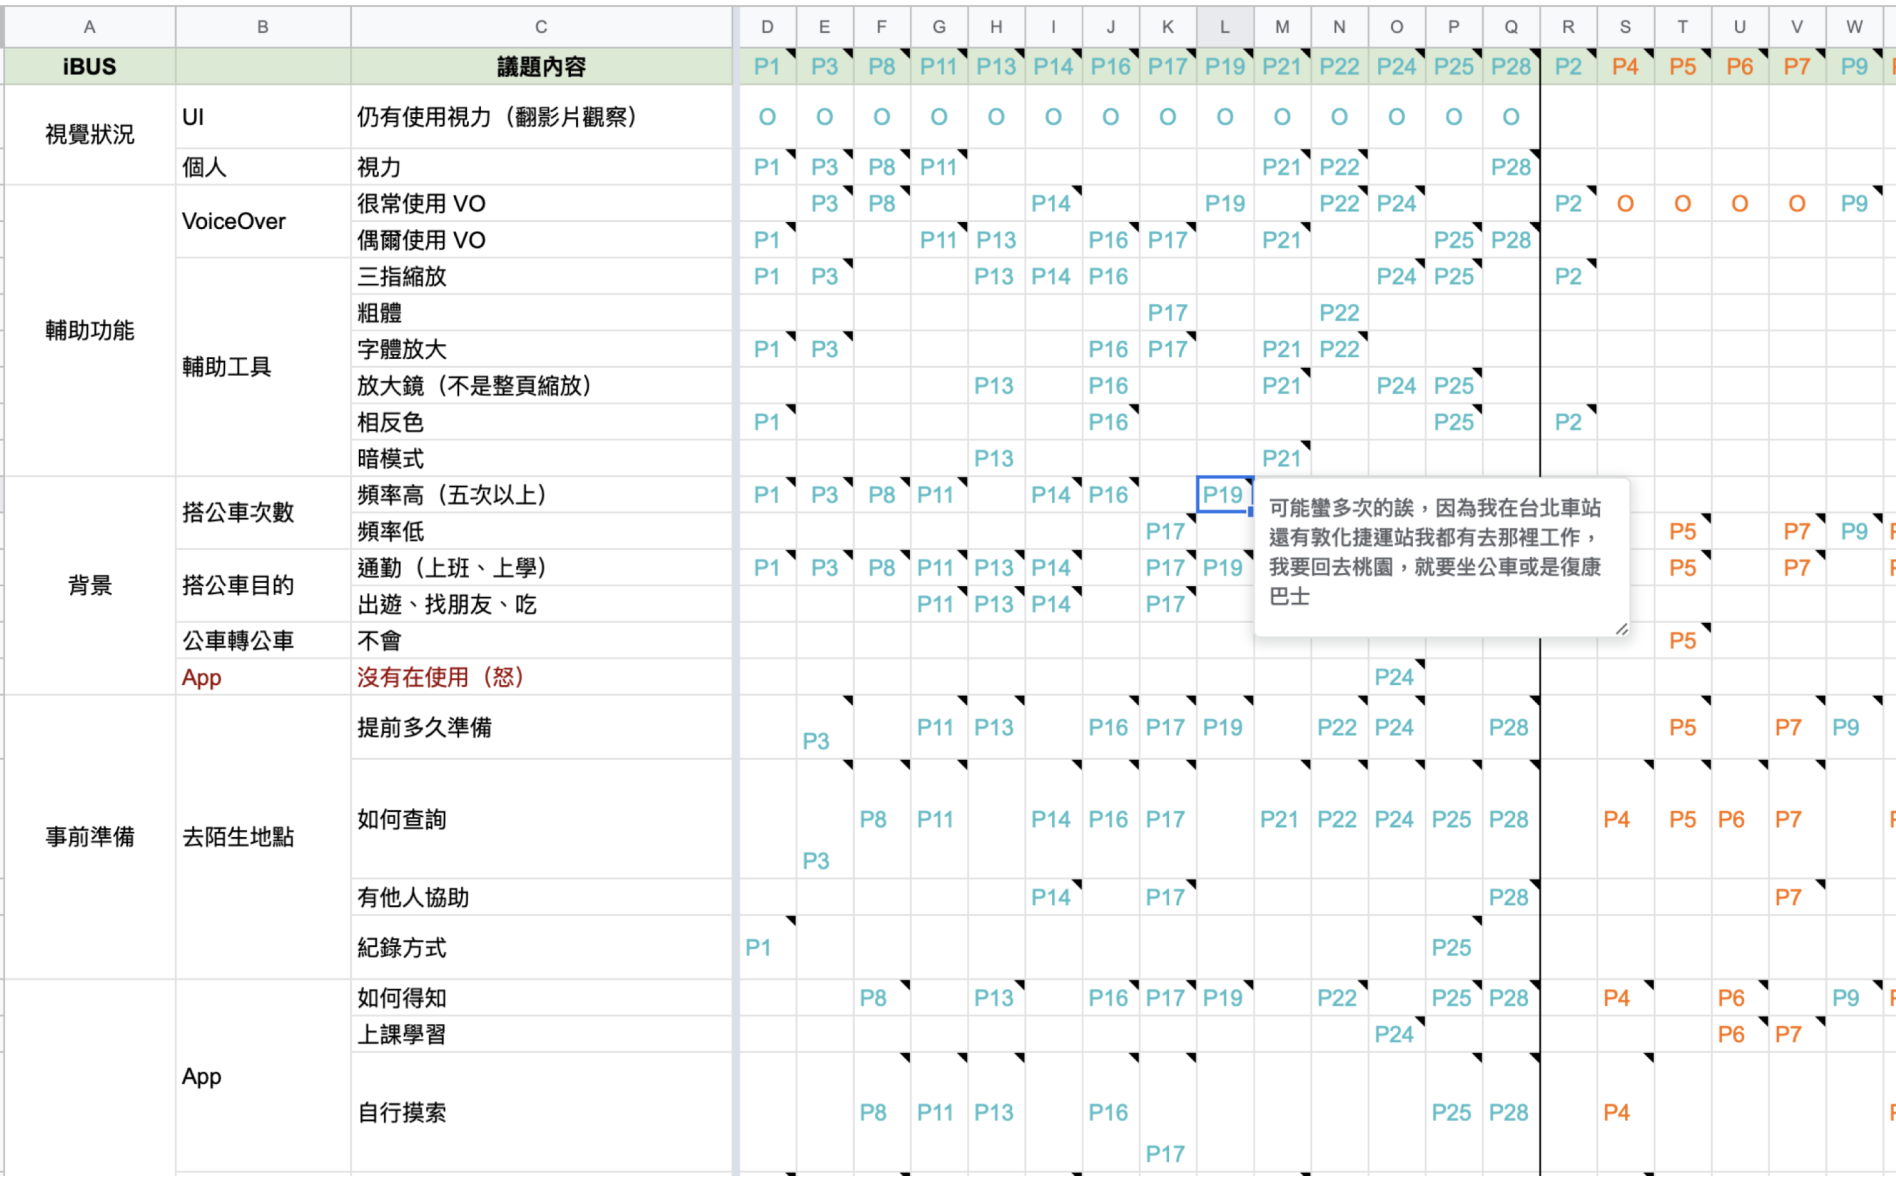 A B C D E F G H I J K L M N O P Q R S T U V W
iBUS 議題內容 P1 P3 P8 P11 P13 P14 P16 P17 P19 P21 P22 P24 P25 P28 P2 P4 P5 P6 P7 P9
視覺狀況 UI 仍有使用視力（翻影片觀察） O O O O O O O O O O O O O O
個人 視力 P1 P3 P8 P11 P21 P22 P28
輔助功能 VoiceOver 很常使用 VO P3 P8 P14 P19 P22 P24 P2 O O O O P9
偶爾使用 VO P1 P11 P13 P16 P17 P21 P25 P28
輔助工具 三指縮放 P1 P3 P13 P14 P16 P24 P25 P2
粗體 P17 P22
字體放大 P1 P3 P16 P17 P21 P22
放大鏡（不是整頁縮放） P13 P16 P21 P24 P25
相反色 P1 P16 P25 P2
暗模式 P13 P21
背景 搭公車次數 頻率高（五次以上） P1 P3 P8 P11 P14 P16 P19
頻率低 P17 P5 P7 P9
搭公車目的 通勤（上班、上學） P1 P3 P8 P11 P13 P14 P17 P19 P5 P7
出遊、找朋友、吃 P11 P13 P14 P17
公車轉公車 不會 P5
App 沒有在使用（怒） P24
可能蠻多次的誒，因為我在台北車站
還有敦化捷運站我都有去那裡工作，
我要回去桃園，就要坐公車或是復康
巴士
事前準備 去陌生地點 提前多久準備 P3 P11 P13 P16 P17 P19 P22 P24 P28 P5 P7 P9
如何查詢 P3 P8 P11 P14 P16 P17 P21 P22 P24 P25 P28 P4 P5 P6 P7
有他人協助 P14 P17 P28 P7
紀錄方式 P1 P25
App 如何得知 P8 P13 P16 P17 P19 P22 P25 P28 P4 P6 P9
上課學習 P24 P6 P7
自行摸索 P8 P11 P13 P16 P17 P25 P28 P4